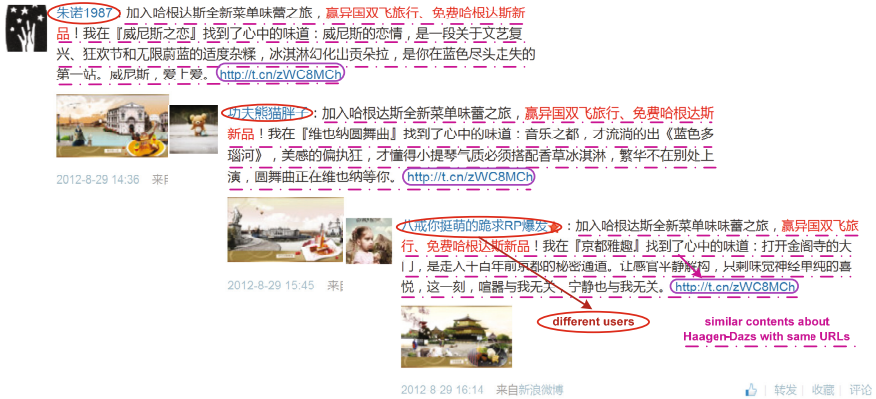 朱诺1987：加入哈根达斯全新菜单味蕾之旅，赢异国双飞旅行、免费哈根达斯新
品！我在『威尼斯之恋』找到了心中的味道：威尼斯的恋情，是一段关于文艺复
兴、狂欢节和无限蔚蓝的适度杂糅，冰淇淋幻化出贡朵拉，是你在蓝色尽头走失的
第一站。威尼斯，爱上爱。http://t.cn/zWC8MCh
2012-8-29 14:36 来自
功夫熊猫胖子：加入哈根达斯全新菜单味蕾之旅，赢异国双飞旅行、免费哈根达斯
新品！我在『维也纳圆舞曲』找到了心中的味道：音乐之都，才流淌的出《蓝色多
瑙河》，美感的偏执狂，才懂得小提琴气质必须搭配香草冰淇淋，繁华不在别处上
演，圆舞曲正在维也纳等你。http://t.cn/zWC8MCh
2012-8-29 15:45 来自
八戒你挺萌的跪求RP爆发：加入哈根达斯全新菜单味味蕾之旅，赢异国双飞旅
行、免费哈根达斯新品！我在『京都雅趣』找到了心中的味道：打开金阁寺的大
门，是走入千百年前京都的秘密通道。让感官平静解构，只剩味觉神经单纯的喜
悦，这一刻，喧嚣与我无关，宁静也与我无关。http://t.cn/zWC8MCh
different users
similar contents about
Haagen-Dazs with same URLs
2012 8 29 16:14 来自新浪微博
转发 收藏 评论